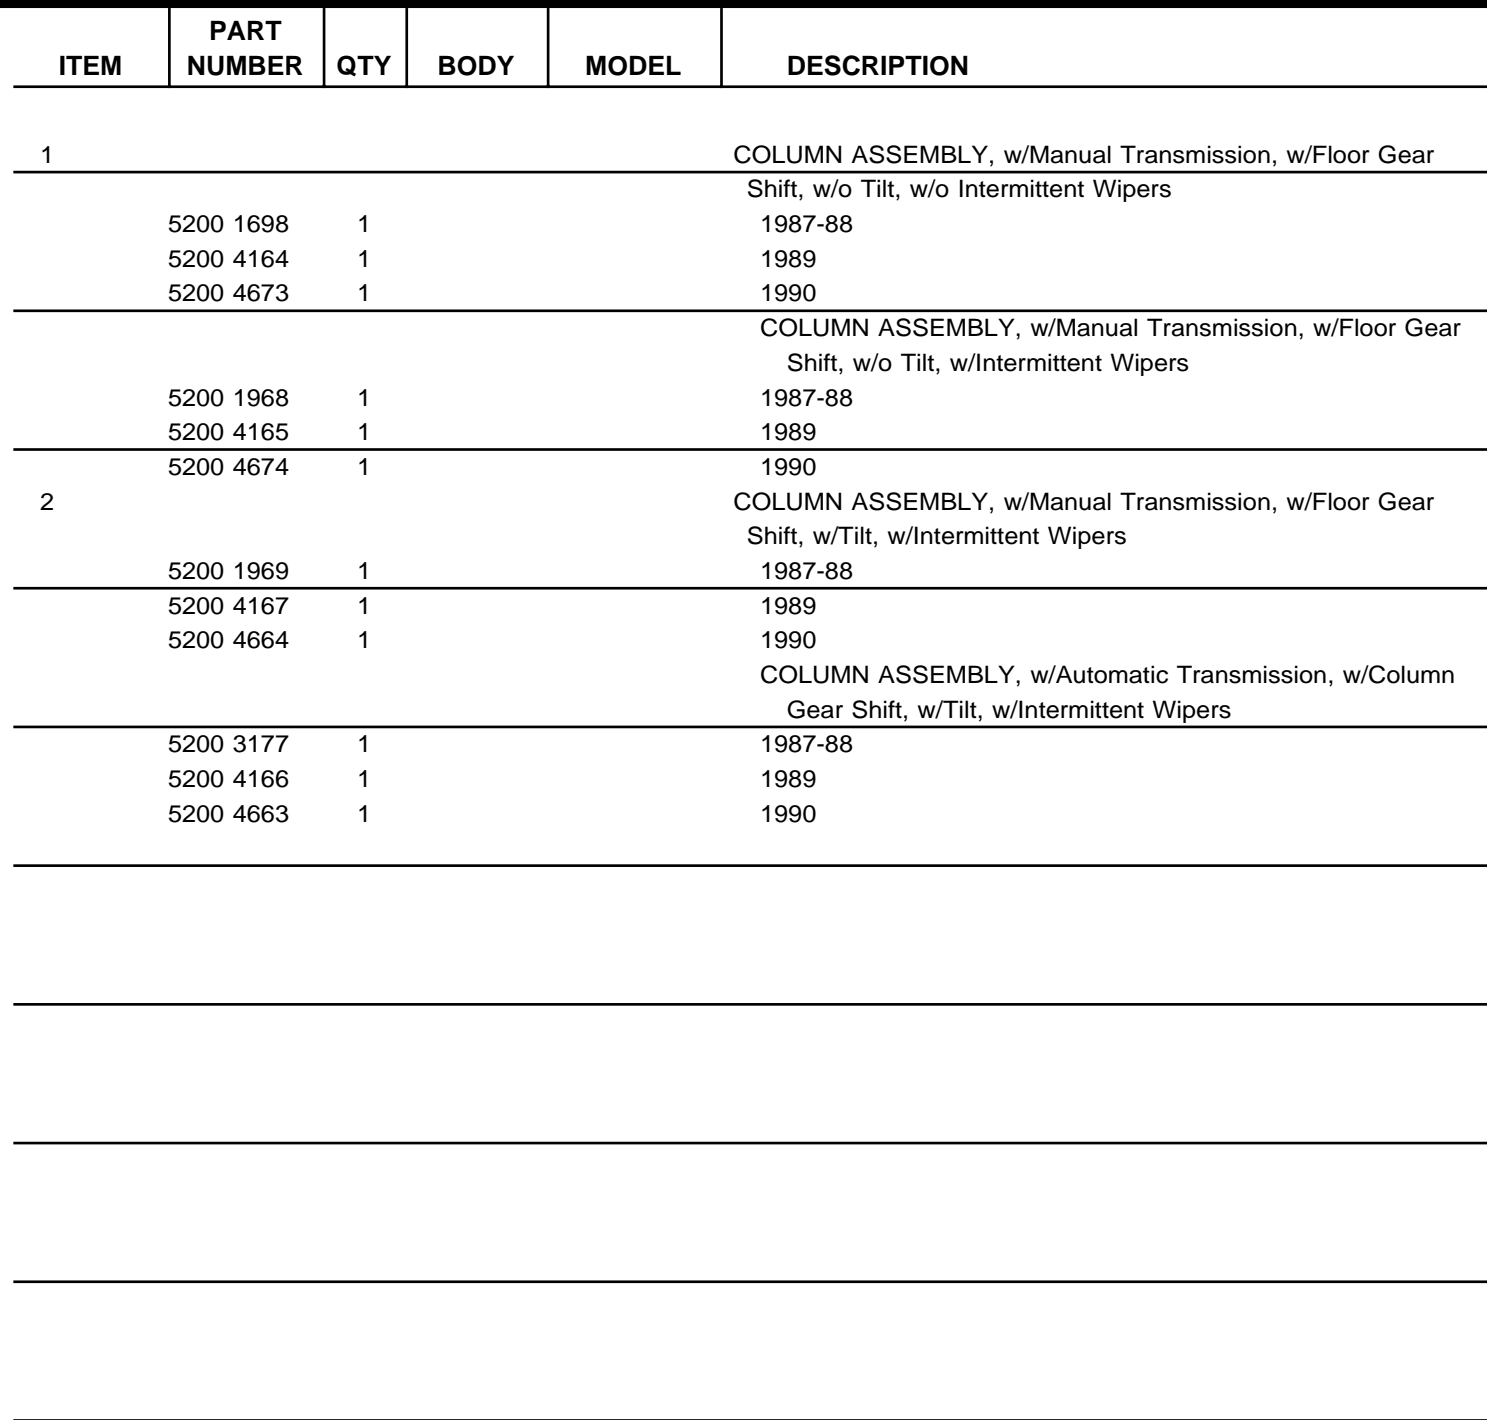 PART
ITEM NUMBER QTY BODY MODEL DESCRIPTION
1 COLUMN ASSEMBLY, w/Manual Transmission, w/Floor Gear
Shift, w/o Tilt, w/o Intermittent Wipers
5200 1698 1 1987-88
5200 4164 1 1989
5200 4673 1 1990
COLUMN ASSEMBLY, w/Manual Transmission, w/Floor Gear
Shift, w/o Tilt, w/Intermittent Wipers
5200 1968 1 1987-88
5200 4165 1 1989
5200 4674 1 1990
2 COLUMN ASSEMBLY, w/Manual Transmission, w/Floor Gear
Shift, w/Tilt, w/Intermittent Wipers
5200 1969 1 1987-88
5200 4167 1 1989
5200 4664 1 1990
COLUMN ASSEMBLY, w/Automatic Transmission, w/Column
Gear Shift, w/Tilt, w/Intermittent Wipers
5200 3177 1 1987-88
5200 4166 1 1989
5200 4663 1 1990